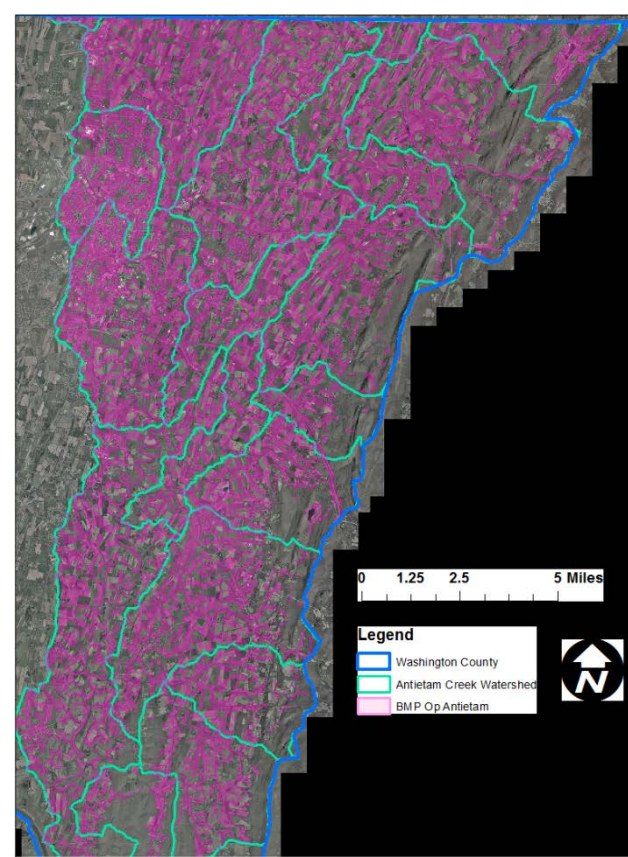 0 1.25 2.5 5 Miles
Legend
Washington County
Antietam Creek Watershed
BMP Op Antietam
N